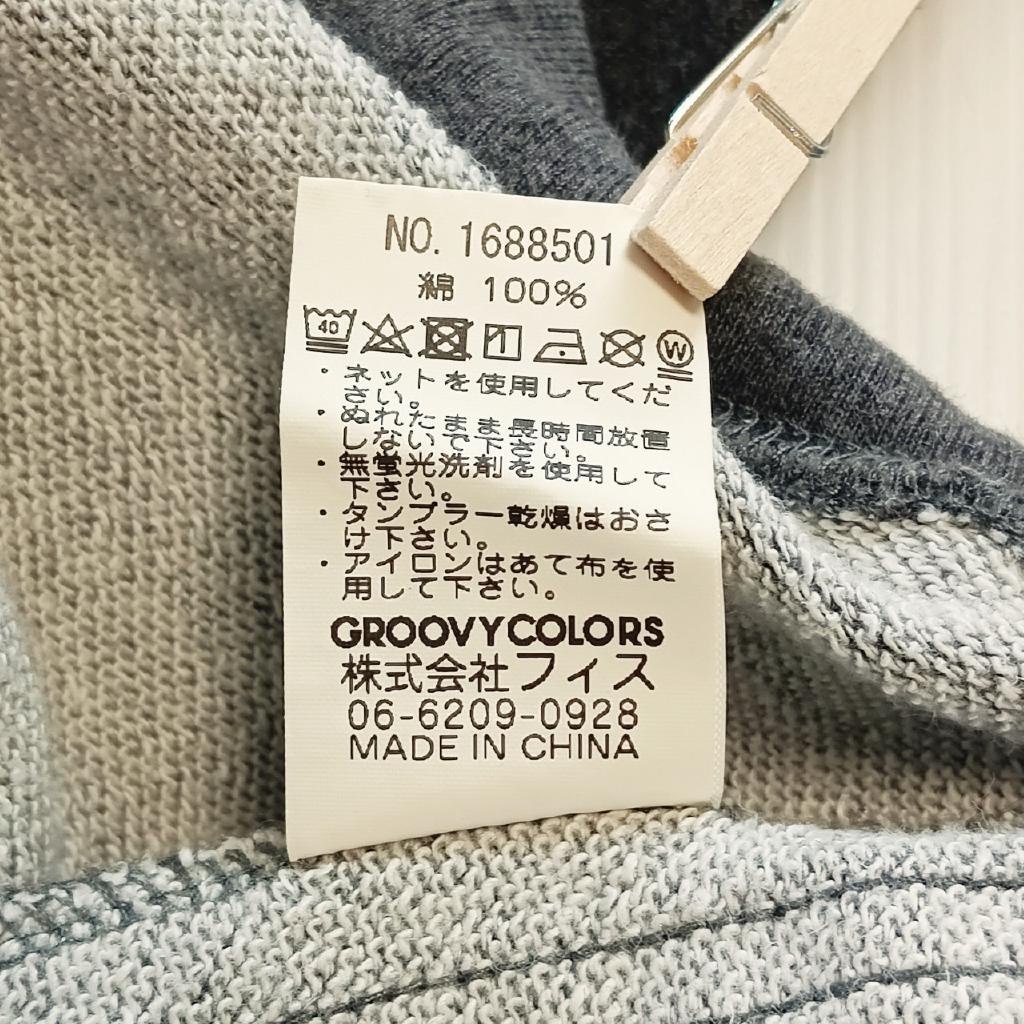 NO. 1688501
綿 100%
40
W
・ネットを使用してくだ
さい。
・ぬれたまま長時間放置
しないで下さい。
・無蛍光洗剤を使用して
下さい。
・タンブラー乾燥はおさ
け下さい。
・アイロンはあて布を使
用して下さい。
GROOVYCOLORS
株式会社フィス
06-6209-0928
MADE IN CHINA